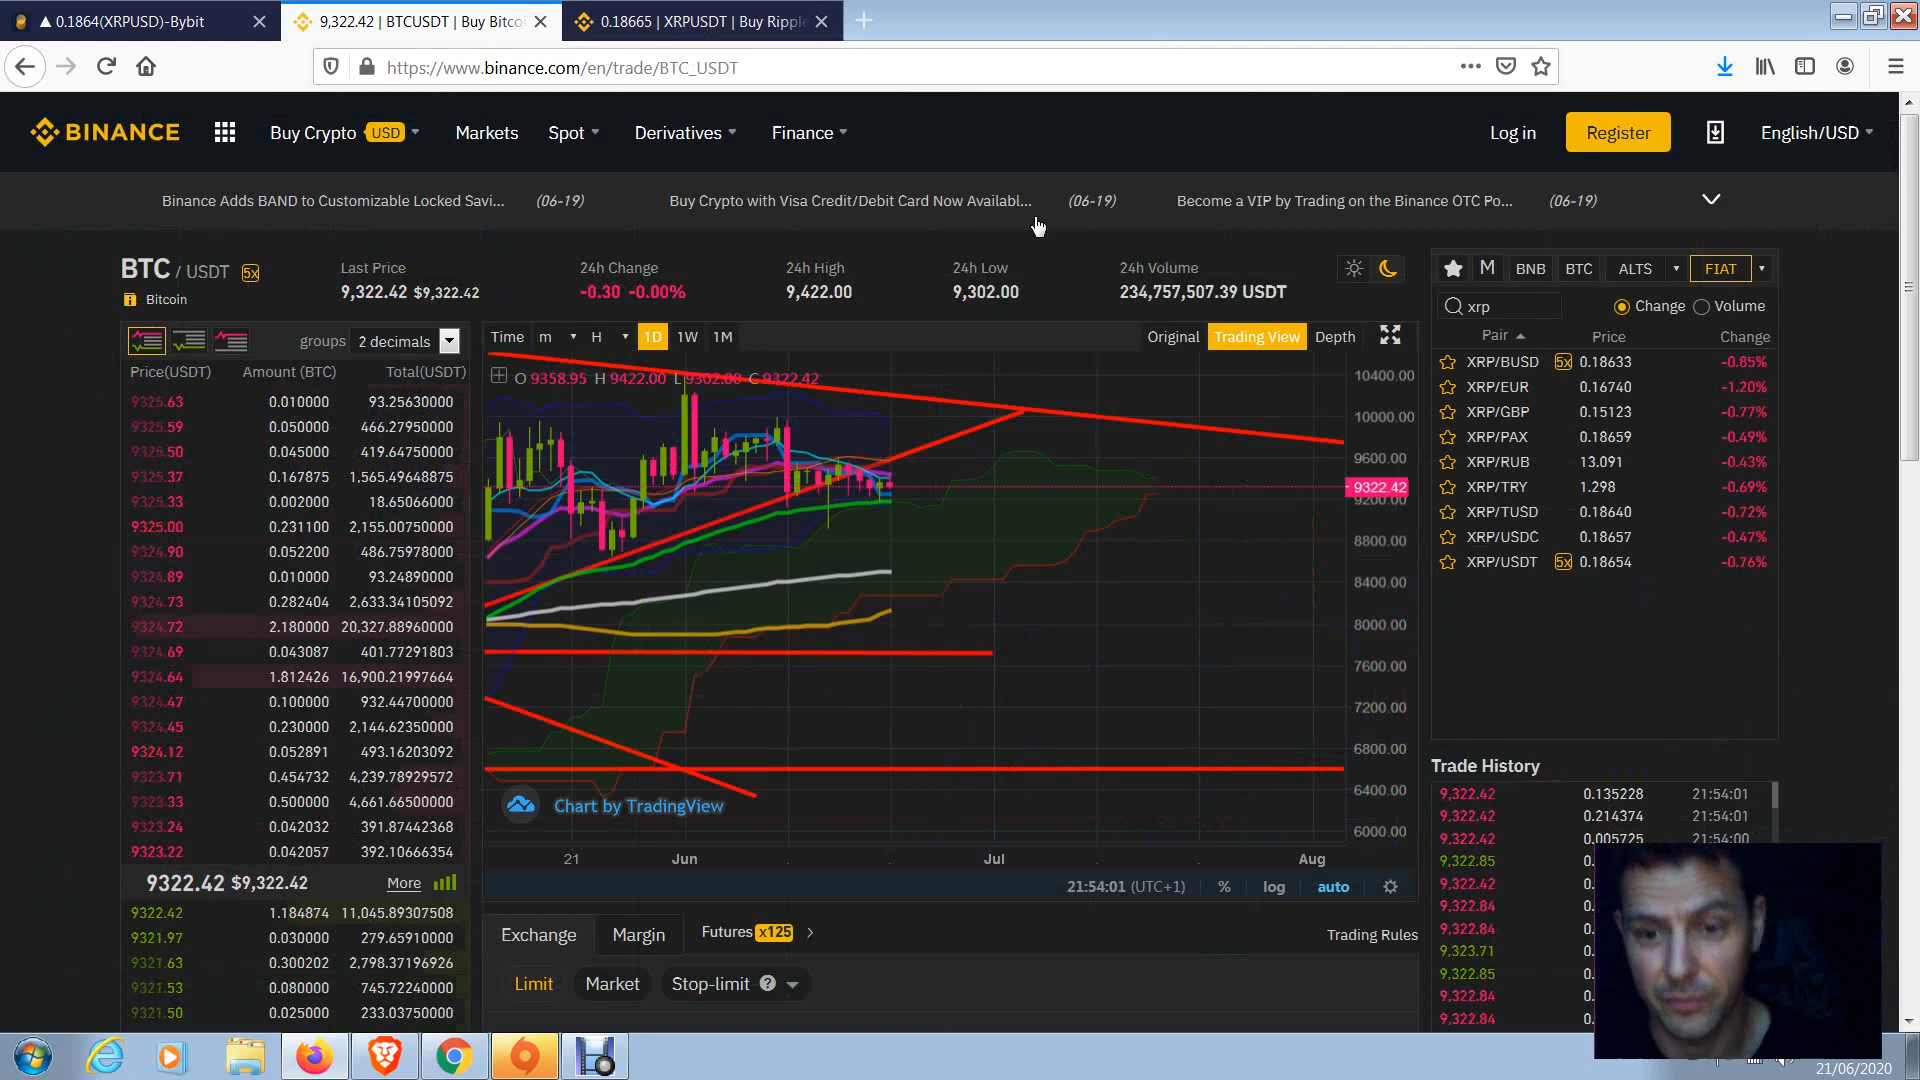 ▲ 0.1864(XRPUSD)-Bybit
9,322.42 | BTCUSDT | Buy Bitco
0.18665 | XRPUSDT | Buy Ripple
https://www.binance.com/en/trade/BTC_USDT
BINANCE
Buy Crypto USD
Markets
Spot
Derivatives
Finance
Log in
Register
English/USD
Binance Adds BAND to Customizable Locked Savi... (06-19)
Buy Crypto with Visa Credit/Debit Card Now Availabl... (06-19)
Become a VIP by Trading on the Binance OTC Po... (06-19)
BTC / USDT 5x
Bitcoin
Last Price
9,322.42 $9,322.42
24h Change
-0.30 -0.00%
24h High
9,422.00
24h Low
9,302.00
24h Volume
234,757,507.39 USDT
groups 2 decimals
Price(USDT) Amount (BTC) Total(USDT)
9325.63 0.010000 93.25630000
9325.59 0.050000 466.27950000
9325.50 0.045000 419.64750000
9325.37 0.167875 1,565.49648875
9325.33 0.002000 18.65066000
9325.00 0.231100 2,155.00750000
9324.90 0.052200 486.75978000
9324.89 0.010000 93.24890000
9324.73 0.282404 2,633.34105092
9324.72 2.180000 20,327.88960000
9324.69 0.043087 401.77291803
9324.64 1.812426 16,900.21997664
9324.47 0.100000 932.44700000
9324.45 0.230000 2,144.62350000
9324.12 0.052891 493.16203092
9323.71 0.454732 4,239.78929572
9323.33 0.500000 4,661.66500000
9323.24 0.042032 391.87442368
9323.22 0.042057 392.10666354
9322.42 $9,322.42 More
9322.42 1.184874 11,045.89307508
9321.97 0.030000 279.65910000
9321.63 0.300202 2,798.37196926
9321.53 0.080000 745.72240000
9321.50 0.025000 233.03750000
Time m H 1D 1W 1M
Original Trading View Depth
O 9358.95 H 9422.00 L 9302.00 C 9322.42
10400.00
10000.00
9600.00
9322.42
9200.00
8800.00
8400.00
8000.00
7600.00
7200.00
6800.00
6400.00
6000.00
Chart by TradingView
21 Jun Jul Aug
21:54:01 (UTC+1) % log auto
Exchange
Margin
Futures x125
Trading Rules
Limit
Market
Stop-limit ?
M BNB BTC ALTS FIAT
xrp
Change Volume
Pair Price Change
XRP/BUSD 5x 0.18633 -0.85%
XRP/EUR 0.16740 -1.20%
XRP/GBP 0.15123 -0.77%
XRP/PAX 0.18659 -0.49%
XRP/RUB 13.091 -0.43%
XRP/TRY 1.298 -0.69%
XRP/TUSD 0.18640 -0.72%
XRP/USDC 0.18657 -0.47%
XRP/USDT 5x 0.18654 -0.76%
Trade History
9,322.42 0.135228 21:54:01
9,322.42 0.214374 21:54:01
9,322.42 0.005725 21:54:00
9,322.85 0.
9,322.42 0.
9,322.84 0.
9,322.84 0.
9,323.71 0.
9,322.85 0.
9,322.84 0.
9,322.84 0.
21/06/2020